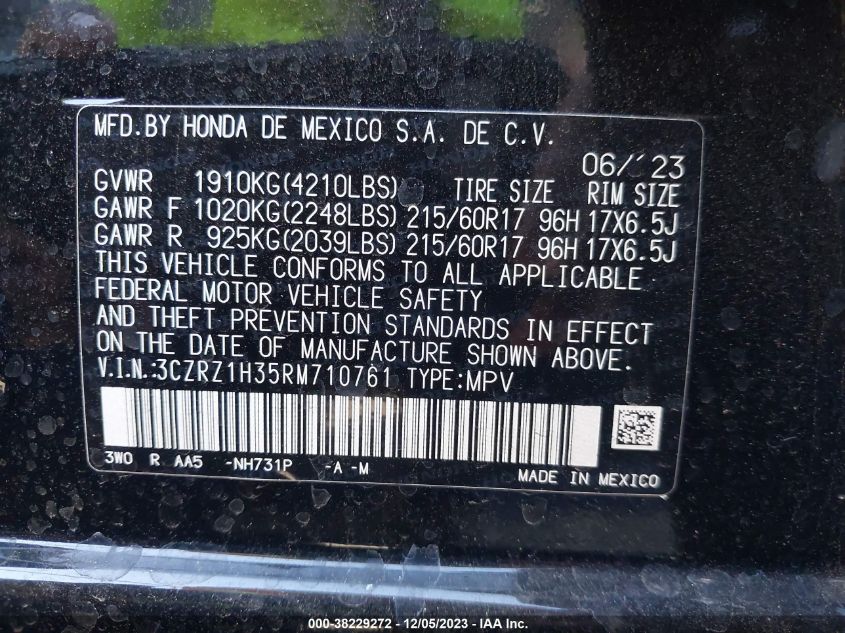 MFD.BY HONDA DE MEXICO S.A. DE C.V.
06/'23
GVWR 1910KG(4210LBS) TIRE SIZE RIM SIZE
GAWR F 1020KG(2248LBS) 215/60R17 96H 17X6.5J
GAWR R 925KG(2039LBS) 215/60R17 96H 17X6.5J
THIS VEHICLE CONFORMS TO ALL APPLICABLE
FEDERAL MOTOR VEHICLE SAFETY
AND THEFT PREVENTION STANDARDS IN EFFECT
ON THE DATE OF MANUFACTURE SHOWN ABOVE.
V.I.N.:3CZRZ1H35RM710761 TYPE:MPV
3W0 R AA5 -NH731P -A -M
MADE IN MEXICO
000-38229272 - 12/05/2023 - IAA Inc.